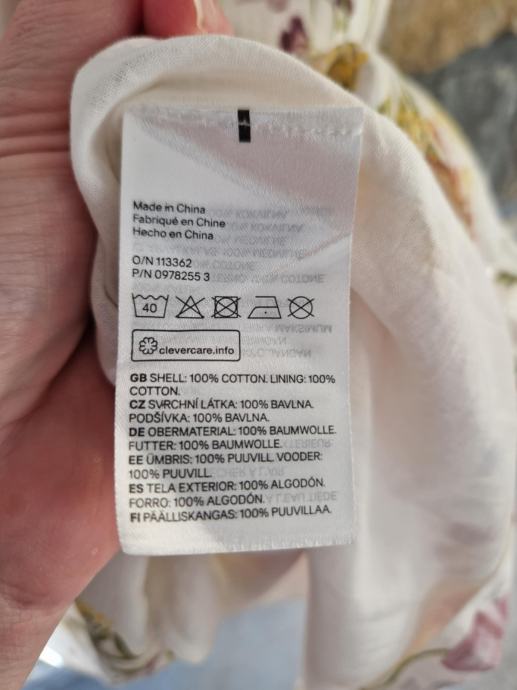 Made in China
Fabriqué en Chine
Hecho en China
O/N 113362
P/N 0978255 3
40
clevercare.info
GB SHELL: 100% COTTON. LINING: 100%
COTTON.
CZ SVRCHNÍ LÁTKA: 100% BAVLNA.
PODŠÍVKA: 100% BAVLNA.
DE OBERMATERIAL: 100% BAUMWOLLE.
FUTTER: 100% BAUMWOLLE.
EE ÜMBRIS: 100% PUUVILL. VOODER:
100% PUUVILL.
ES TELA EXTERIOR: 100% ALGODÓN.
FORRO: 100% ALGODÓN.
FI PÄÄLLISKANGAS: 100% PUUVILLAA.